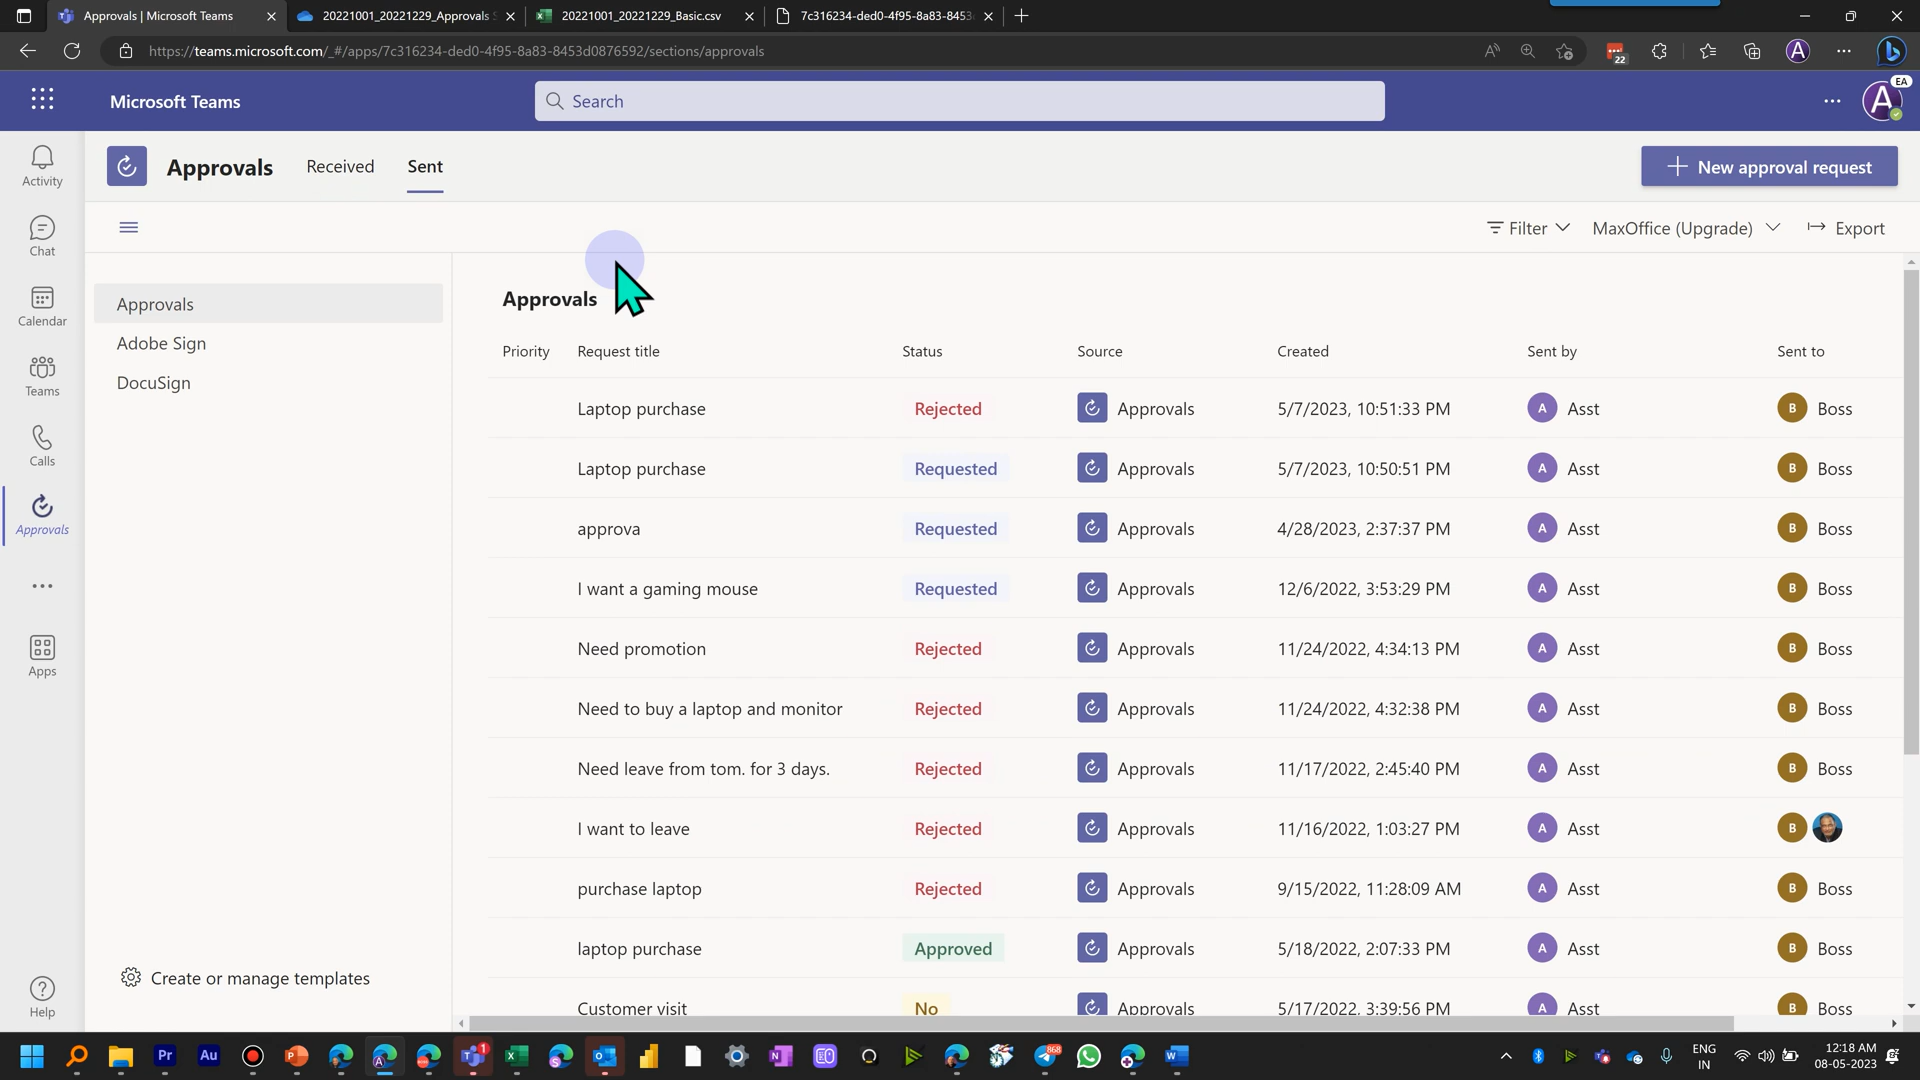 Approvals | Microsoft Teams
20221001_20221229_Approvals S
20221001_20221229_Basic.csv
7c316234-ded0-4f95-8a83-8453
https://teams.microsoft.com/_#/apps/7c316234-ded0-4f95-8a83-8453d0876592/sections/approvals
22
A
Microsoft Teams
Search
EA
A
Activity
Chat
Calendar
Teams
Calls
Approvals
Apps
Help
Approvals Received Sent
New approval request
Filter MaxOffice (Upgrade) Export
Approvals
Adobe Sign
DocuSign
Create or manage templates
Approvals
Priority Request title Status Source Created Sent by Sent to
Laptop purchase Rejected Approvals 5/7/2023, 10:51:33 PM A Asst B Boss
Laptop purchase Requested Approvals 5/7/2023, 10:50:51 PM A Asst B Boss
approva Requested Approvals 4/28/2023, 2:37:37 PM A Asst B Boss
I want a gaming mouse Requested Approvals 12/6/2022, 3:53:29 PM A Asst B Boss
Need promotion Rejected Approvals 11/24/2022, 4:34:13 PM A Asst B Boss
Need to buy a laptop and monitor Rejected Approvals 11/24/2022, 4:32:38 PM A Asst B Boss
Need leave from tom. for 3 days. Rejected Approvals 11/17/2022, 2:45:40 PM A Asst B Boss
I want to leave Rejected Approvals 11/16/2022, 1:03:27 PM A Asst B
purchase laptop Rejected Approvals 9/15/2022, 11:28:09 AM A Asst B Boss
laptop purchase Approved Approvals 5/18/2022, 2:07:33 PM A Asst B Boss
Customer visit No Approvals 5/17/2022, 3:39:56 PM A Asst B Boss
Pr Au 1 868
ENG
IN
12:18 AM
08-05-2023